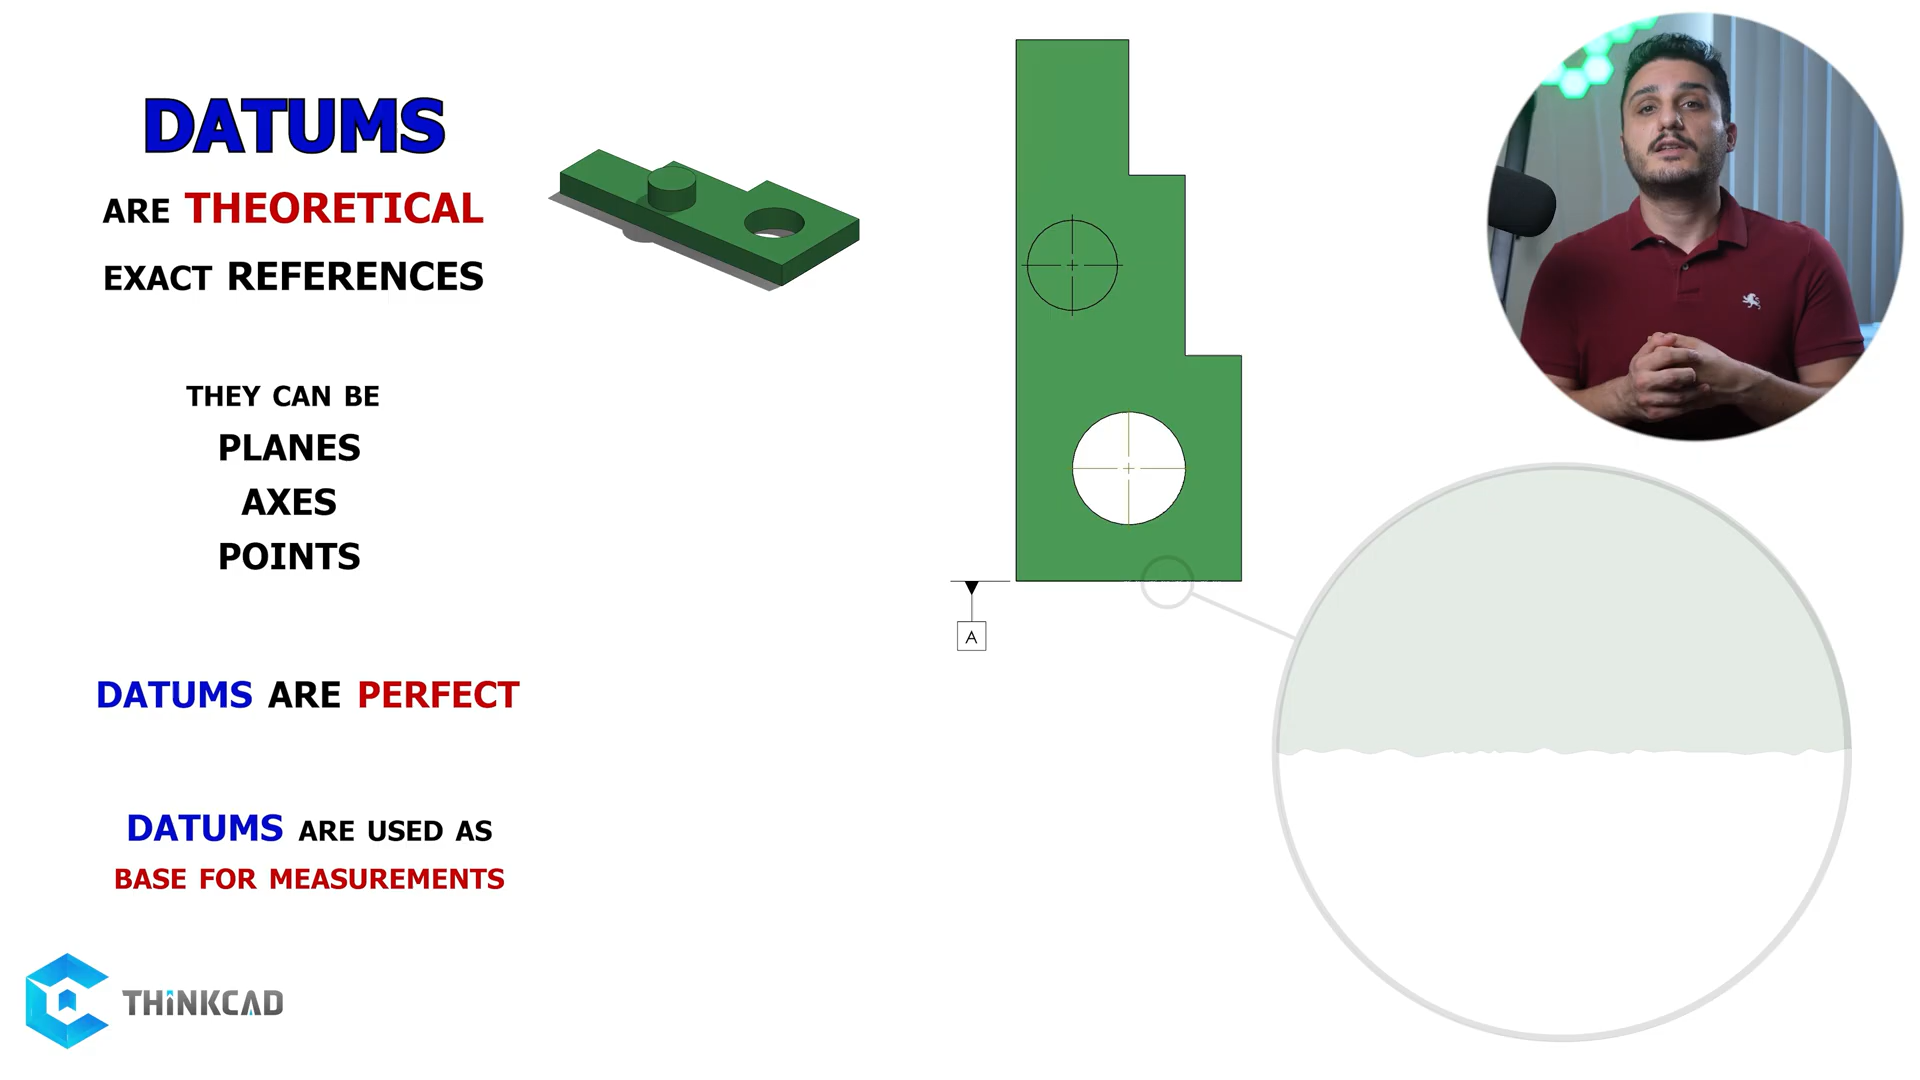 DATUMS
ARE THEORETICAL
EXACT REFERENCES
THEY CAN BE
PLANES
AXES
POINTS
DATUMS ARE PERFECT
DATUMS ARE USED AS
BASE FOR MEASUREMENTS
A
THiNKCAD